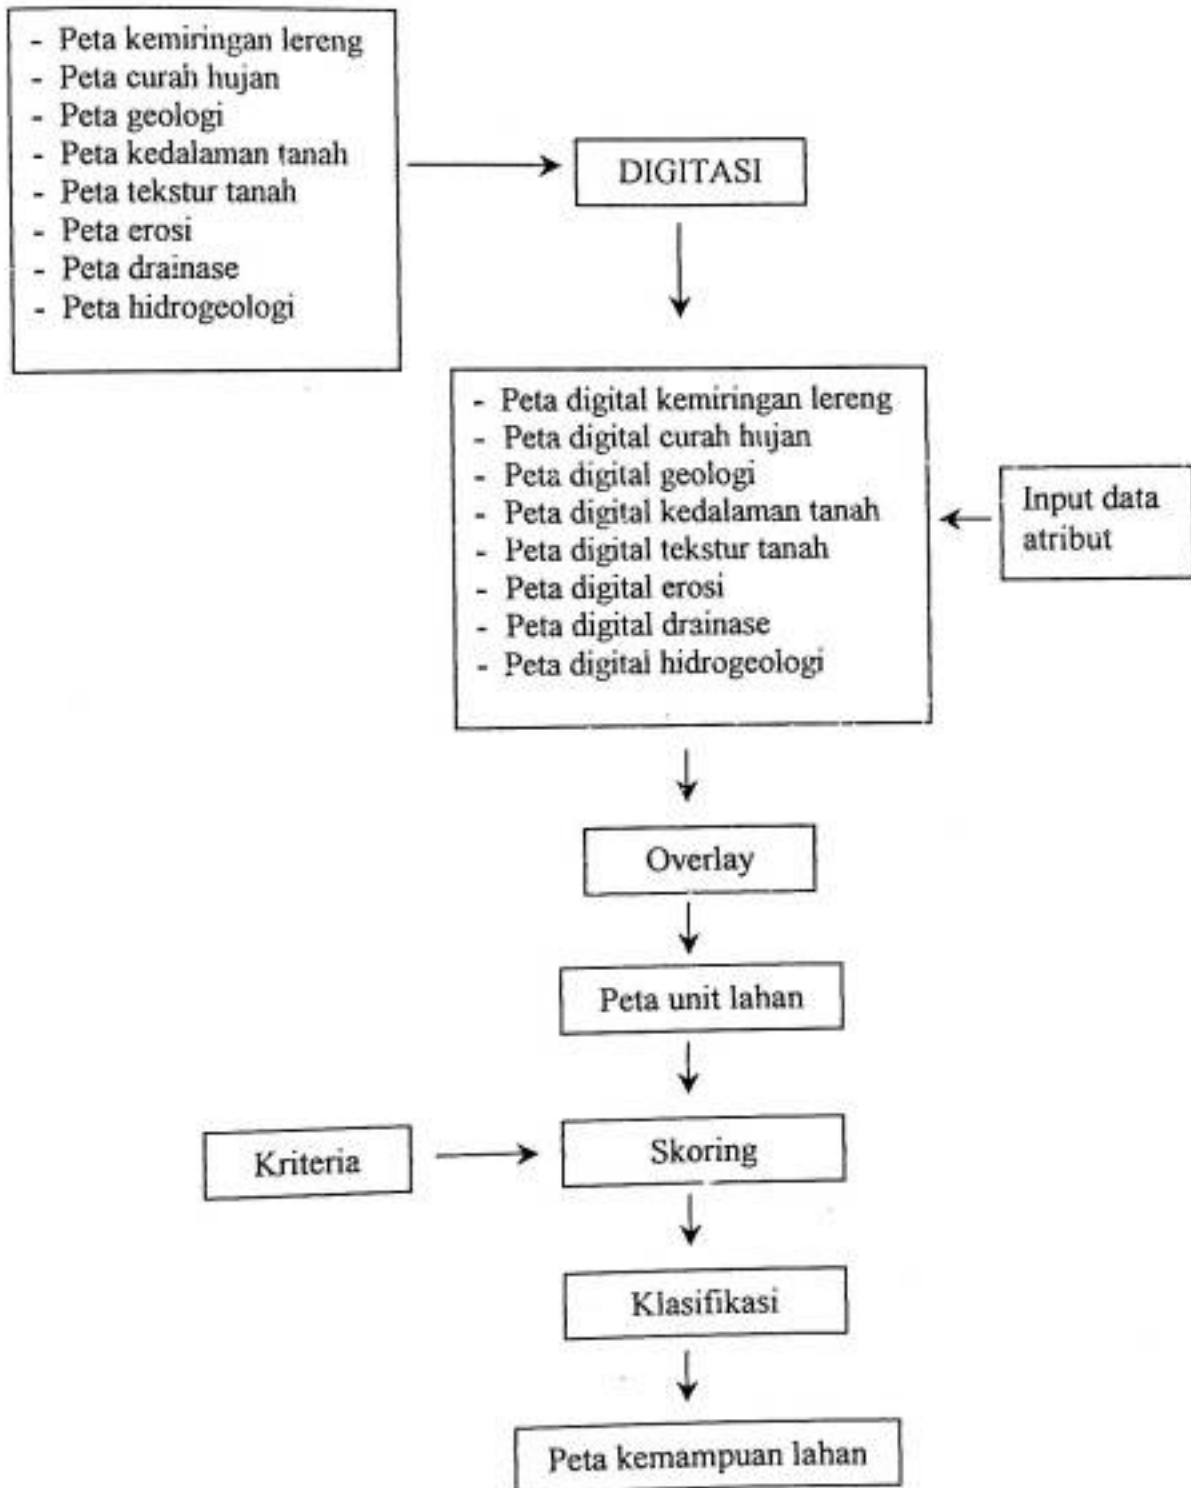 - Peta kemiringan lereng
- Peta curah hujan
- Peta geologi
- Peta kedalaman tanah
- Peta tekstur tanah
- Peta erosi
- Peta drainase
- Peta hidrogeologi
DIGITASI
- Peta digital kemiringan lereng
- Peta digital curah hujan
- Peta digital geologi
- Peta digital kedalaman tanah
- Peta digital tekstur tanah
- Peta digital erosi
- Peta digital drainase
- Peta digital hidrogeologi
Input data
atribut
Overlay
Peta unit lahan
Kriteria
Skoring
Klasifikasi
Peta kemampuan lahan